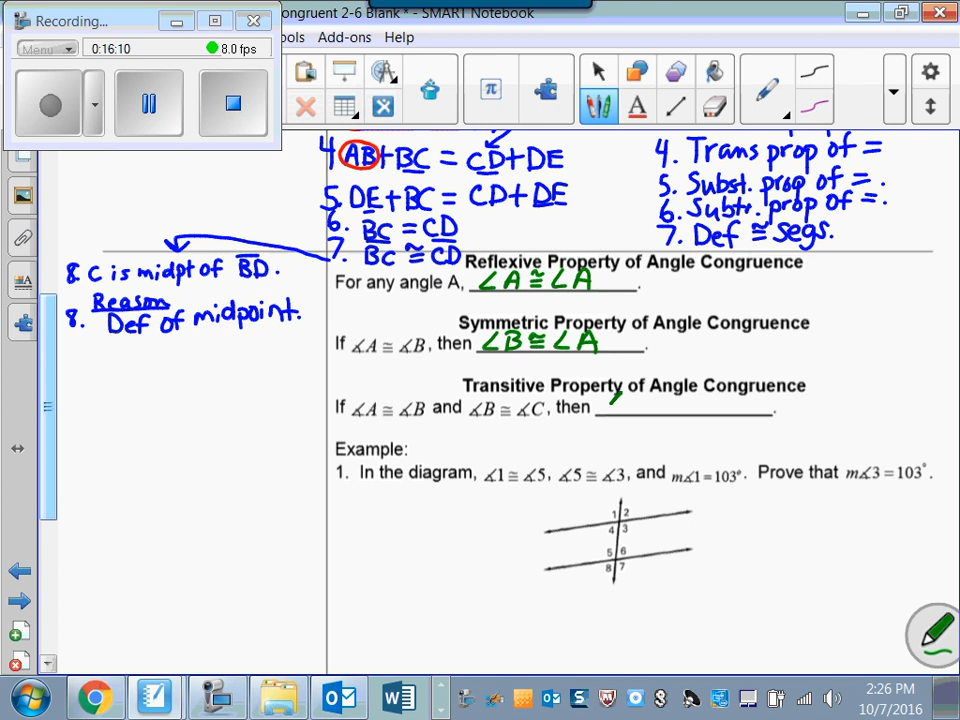 Recording...
ongruent 2-6 Blank * - SMART Notebook
Menu
0:16:10
8.0 fps
ools Add-ons Help
4 AB+BC = CD+DE
4. Trans prop of =
5. DE+BC = CD+DE
5. Subst. prop of = .
6. BC = CD
6. Subtr. prop of = .
7. BC ≅ CD
7. Def ≅ segs.
8. C is midpt of BD.
Reason
8. Def of midpoint.
Reflexive Property of Angle Congruence
For any angle A, ∠A ≅ ∠A.
Symmetric Property of Angle Congruence
If ∡A ≅ ∡B, then ∠B ≅ ∠A.
Transitive Property of Angle Congruence
If ∡A ≅ ∡B and ∡B ≅ ∡C, then ____________.
Example:
1. In the diagram, ∡1 ≅ ∡5, ∡5 ≅ ∡3, and m∡1 = 103°. Prove that m∡3 = 103°.
1 2
4 3
5 6
8 7
2:26 PM
10/7/2016